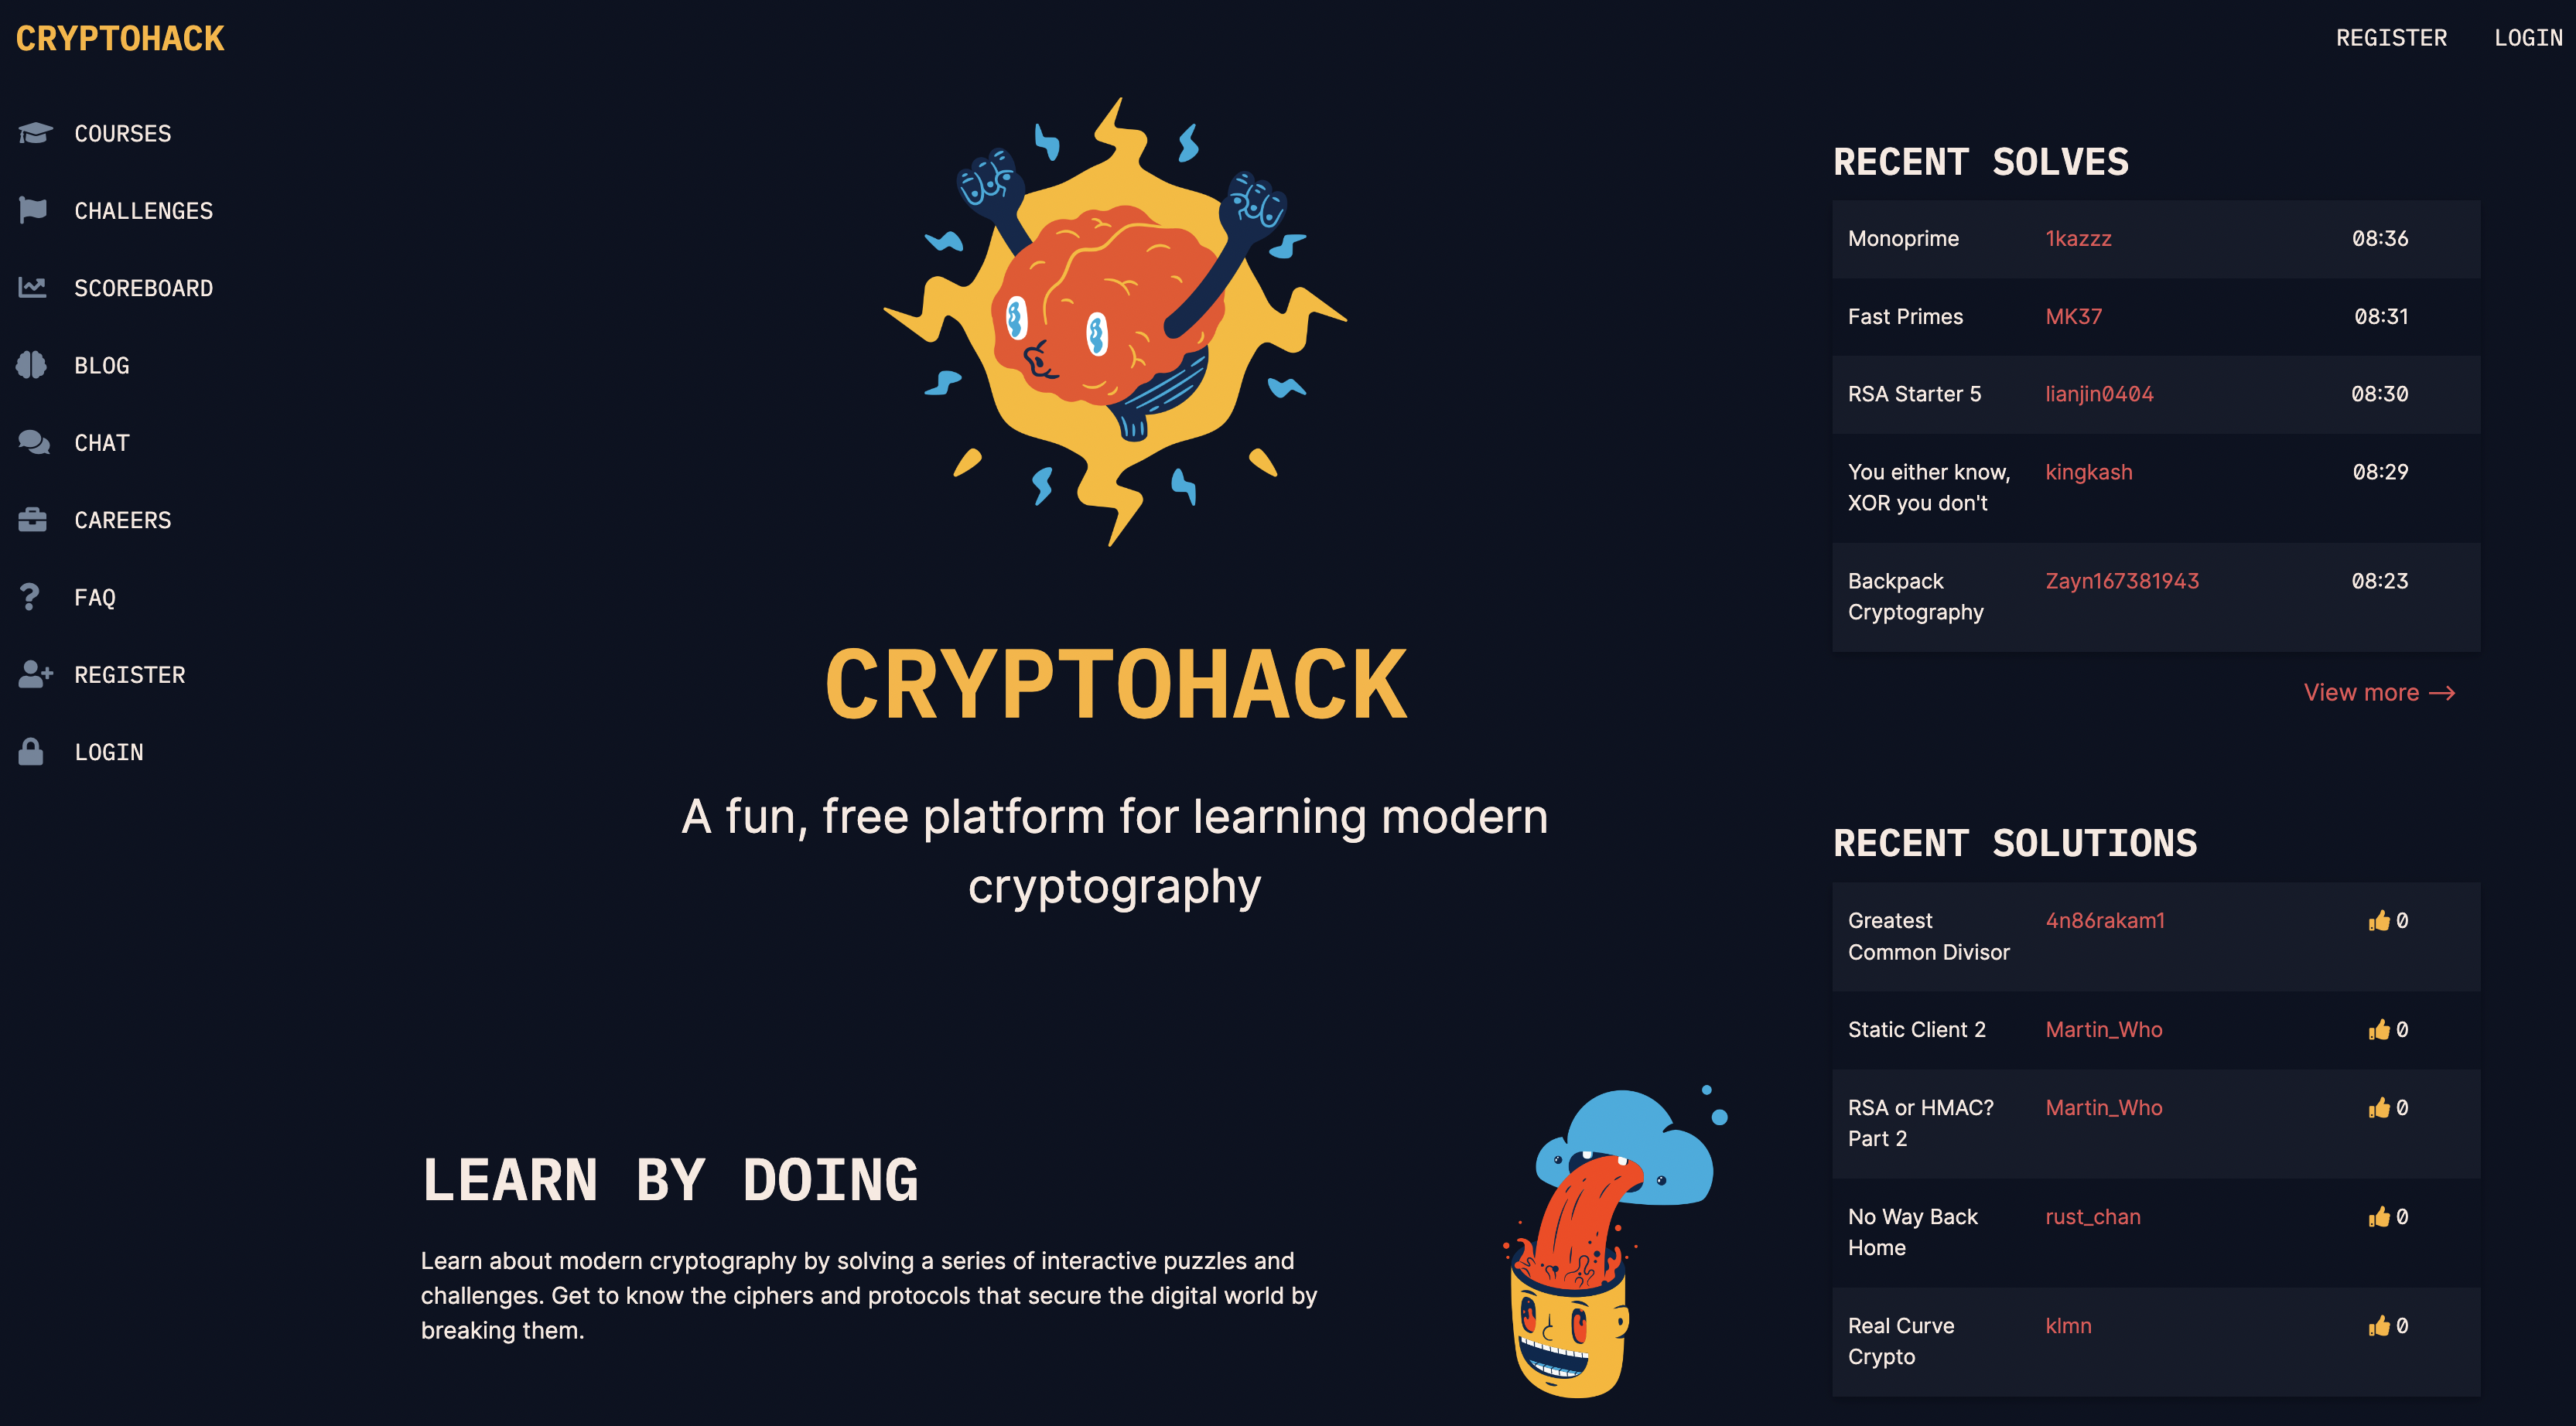 CRYPTOHACK
REGISTER LOGIN
COURSES
CHALLENGES
SCOREBOARD
BLOG
CHAT
CAREERS
FAQ
REGISTER
LOGIN
CRYPTOHACK
A fun, free platform for learning modern
cryptography
LEARN BY DOING
Learn about modern cryptography by solving a series of interactive puzzles and
challenges. Get to know the ciphers and protocols that secure the digital world by
breaking them.
RECENT SOLVES
Monoprime 1kazzz 08:36
Fast Primes MK37 08:31
RSA Starter 5 lianjin0404 08:30
You either know, kingkash 08:29
XOR you don't
Backpack Zayn167381943 08:23
Cryptography
View more →
RECENT SOLUTIONS
Greatest 4n86rakam1 0
Common Divisor
Static Client 2 Martin_Who 0
RSA or HMAC? Martin_Who 0
Part 2
No Way Back rust_chan 0
Home
Real Curve klmn 0
Crypto